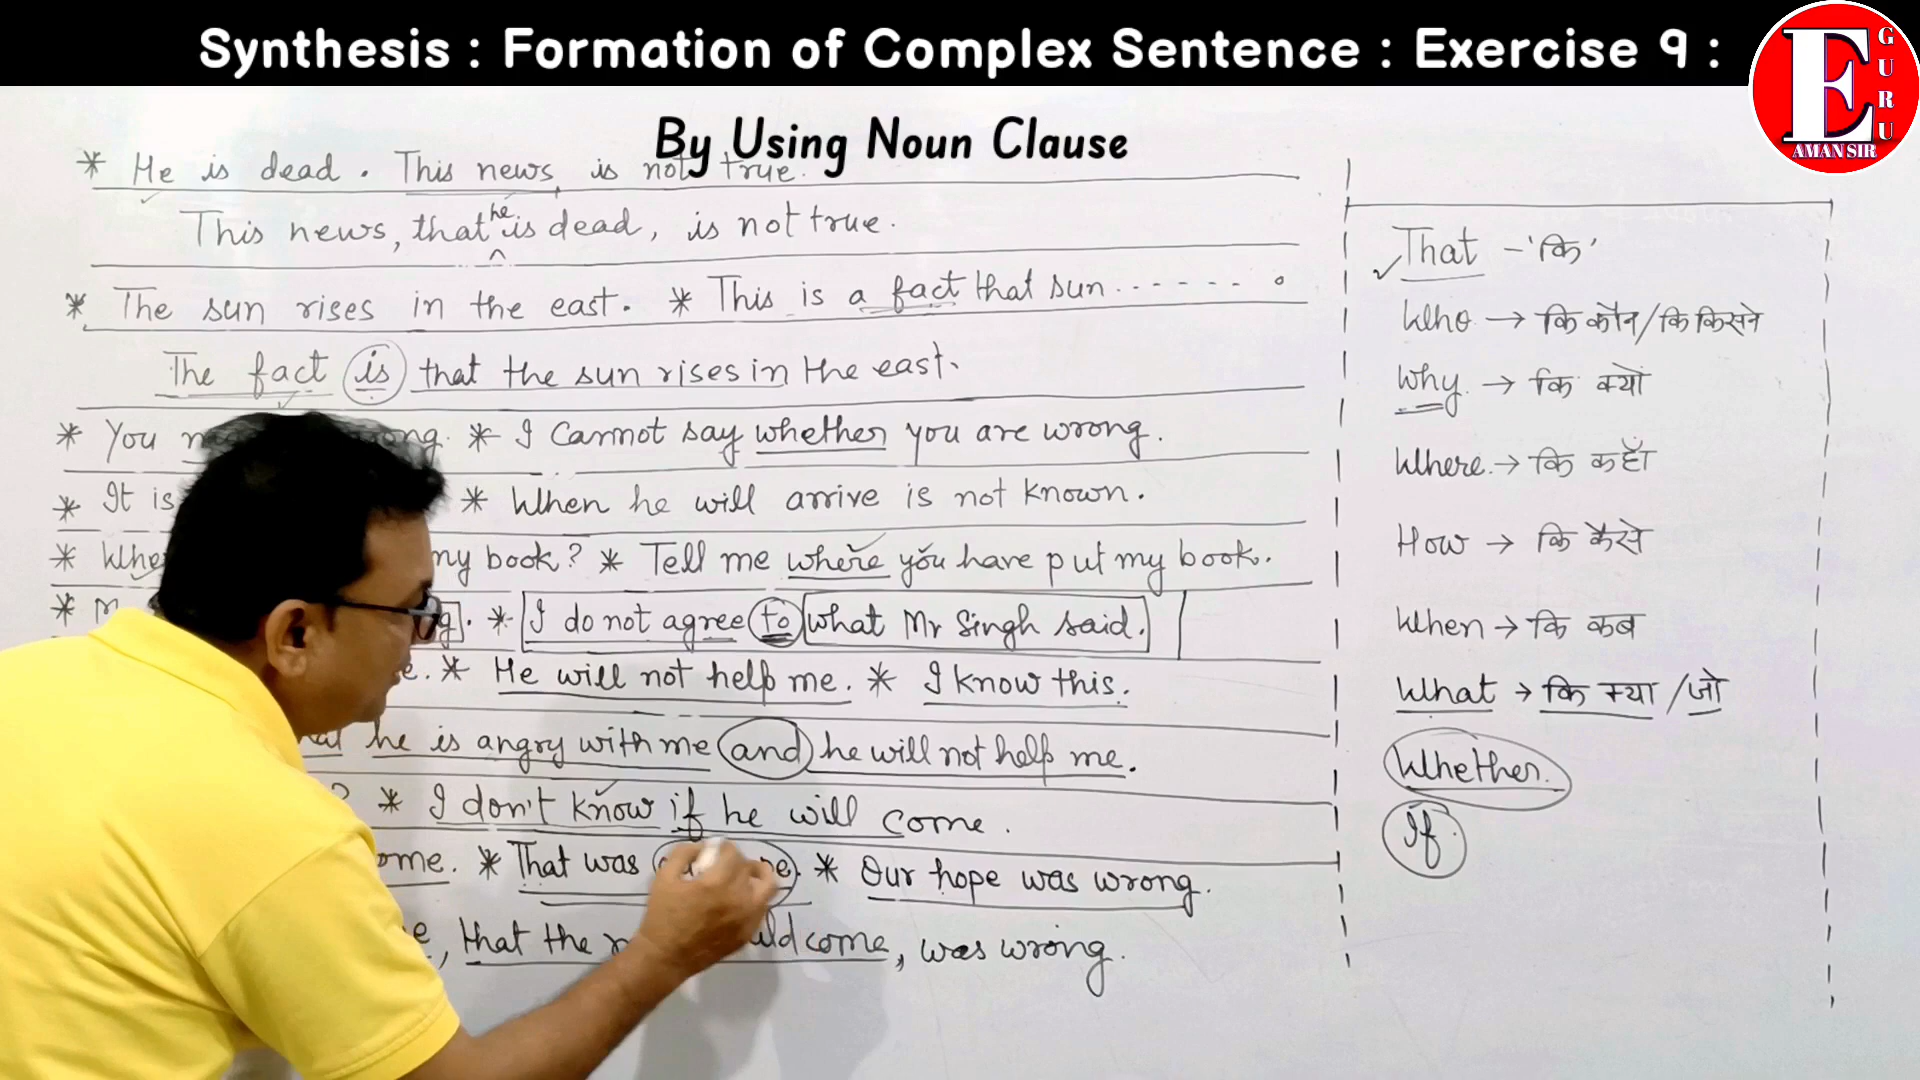 Synthesis : Formation of Complex Sentence : Exercise 9 :
E GURU
AMAN SIR
By Using Noun Clause
* He is dead. This news, is not true.
This news, that he is dead, is not true.
* The sun rises in the east. * This is a fact that sun ....... .
The fact is that the sun rises in the east.
* You wrong. * I cannot say whether you are wrong.
* It is * When he will arrive is not known.
* my book? * Tell me where you have put my book.
* * I do not agree to what Mr Singh said.
* He will not help me. * I know this.
he is angry with me and he will not help me.
? * I don't know if he will come.
* That was * Our hope was wrong.
, that the come, was wrong.
That - 'कि'
Who → कि कौन/कि किसने
Why → कि क्यों
Where → कि कहाँ
How → कि कैसे
When → कि कब
What → कि क्या / जो
Whether.
If